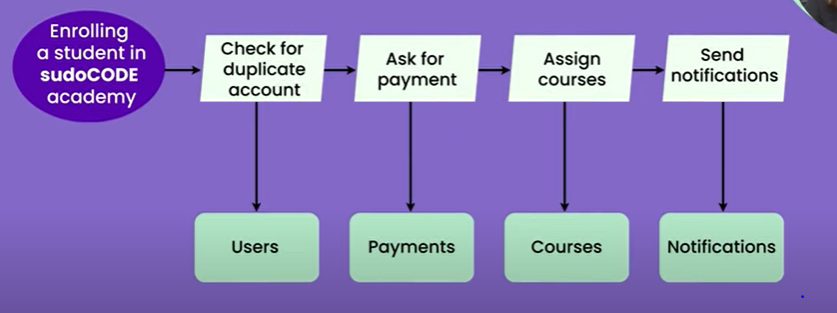 Enrolling
a student in
sudoCODE
academy
Check for
duplicate
account
Ask for
payment
Assign
courses
Send
notifications
Users
Payments
Courses
Notifications